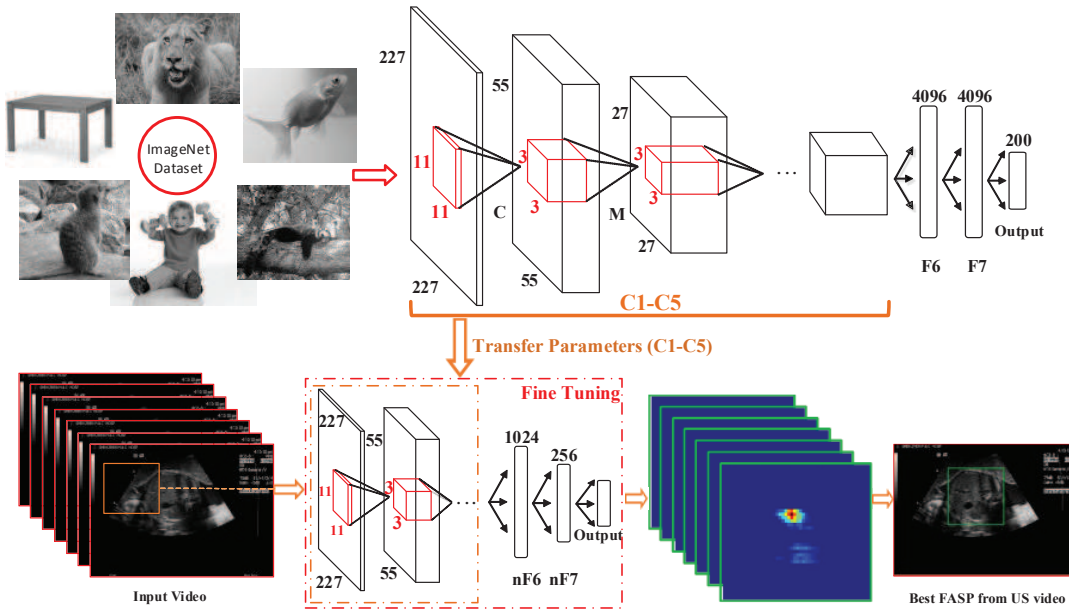 ImageNet
Dataset
227
227
11
11
C
55
55
3
3
M
27
27
3
3
...
4096
4096
200
Output
F6
F7
C1-C5
Transfer Parameters (C1-C5)
Fine Tuning
227
227
11
11
55
55
3
3
......
1024
256
Output
nF6
nF7
Input Video
Best FASP from US video